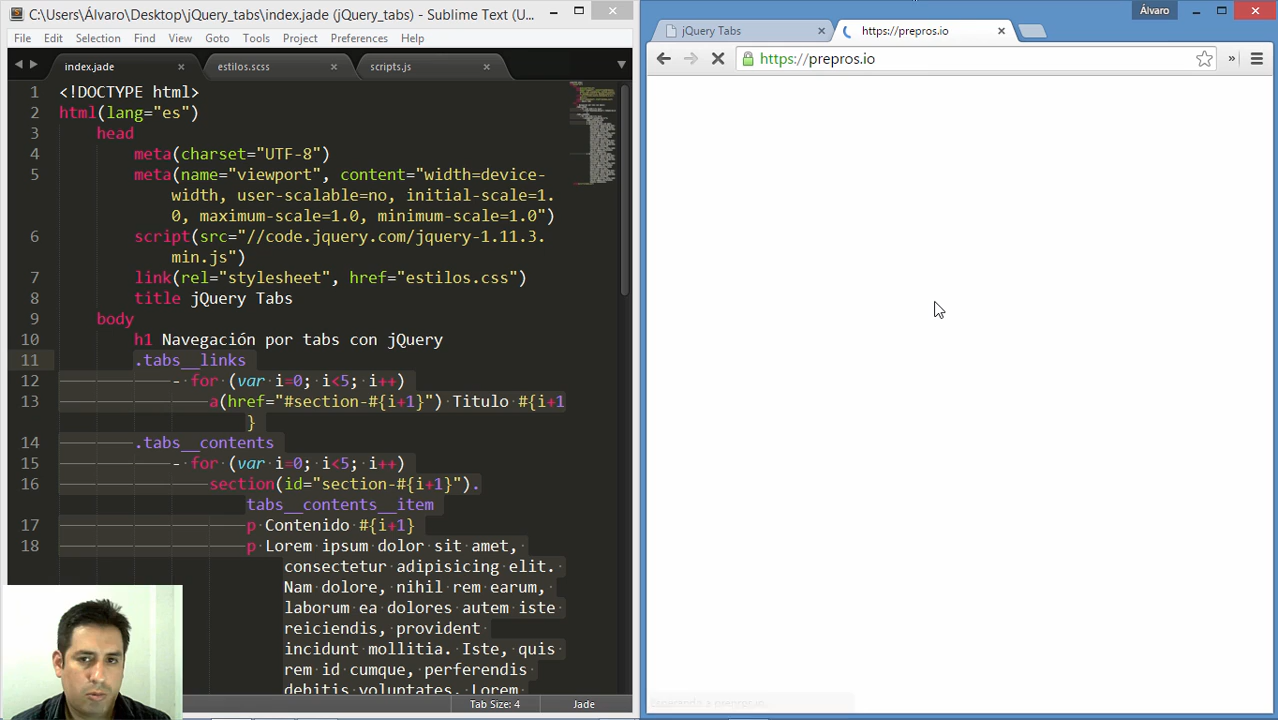 C:\Users\Álvaro\Desktop\jQuery_tabs\index.jade (jQuery_tabs) - Sublime Text (U...
File Edit Selection Find View Goto Tools Project Preferences Help
index.jade × estilos.scss × scripts.js ×
1 <!DOCTYPE html>
2 html(lang="es")
3 head
4 meta(charset="UTF-8")
5 meta(name="viewport", content="width=device-
width, user-scalable=no, initial-scale=1.
0, maximum-scale=1.0, minimum-scale=1.0")
6 script(src="//code.jquery.com/jquery-1.11.3.
min.js")
7 link(rel="stylesheet", href="estilos.css")
8 title jQuery Tabs
9 body
10 h1 Navegación por tabs con jQuery
11 .tabs__links
12 - for (var i=0; i<5; i++)
13 a(href="#section-#{i+1}") Titulo #{i+1
}
14 .tabs__contents
15 - for (var i=0; i<5; i++)
16 section(id="section-#{i+1}").
tabs__contents__item
17 p Contenido #{i+1}
18 p Lorem ipsum dolor sit amet,
consectetur adipisicing elit.
Nam dolore, nihil rem earum,
laborum ea dolores autem iste
reiciendis, provident
incidunt mollitia. Iste, quis
rem id cumque, perferendis
debitis voluptates. Lorem
Tab Size: 4 Jade
Álvaro
jQuery Tabs × https://prepros.io ×
https://prepros.io »
Esperando a prepros.io